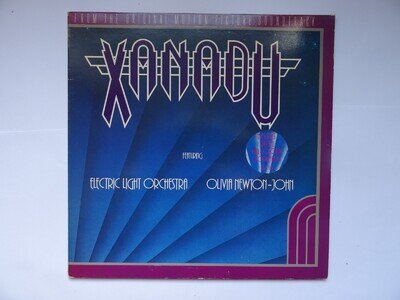 FROM THE ORIGINAL MOTION PICTURE SOUNDTRACK
XANADU
FEATURING
ELECTRIC LIGHT ORCHESTRA OLIVIA NEWTON-JOHN